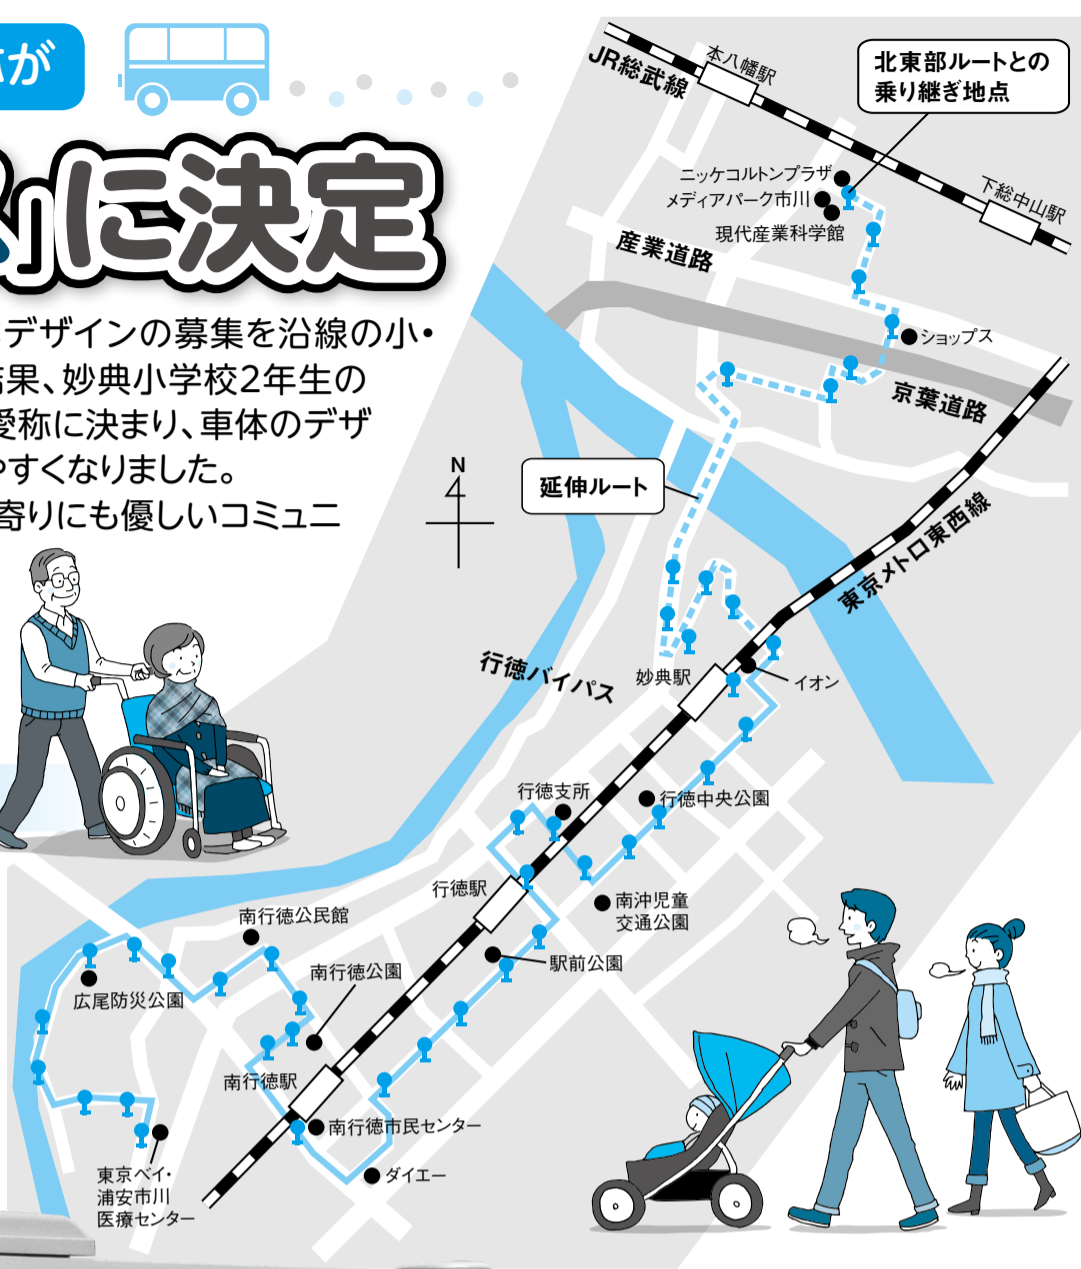 が
」に決定
デザインの募集を沿線の小・
結果、妙典小学校2年生の
愛称に決まり、車体のデザ
やすくなりました。
寄りにも優しいコミュニ
JR総武線
本八幡駅
北東部ルートとの
乗り継ぎ地点
下総中山駅
ニッケコルトンプラザ
メディアパーク市川
現代産業科学館
産業道路
ショップス
京葉道路
N
延伸ルート
東京メトロ東西線
行徳バイパス
妙典駅
イオン
行徳支所
行徳中央公園
行徳駅
南沖児童
交通公園
駅前公園
南行徳公民館
南行徳公園
広尾防災公園
南行徳駅
南行徳市民センター
ダイエー
東京ベイ・
浦安市川
医療センター